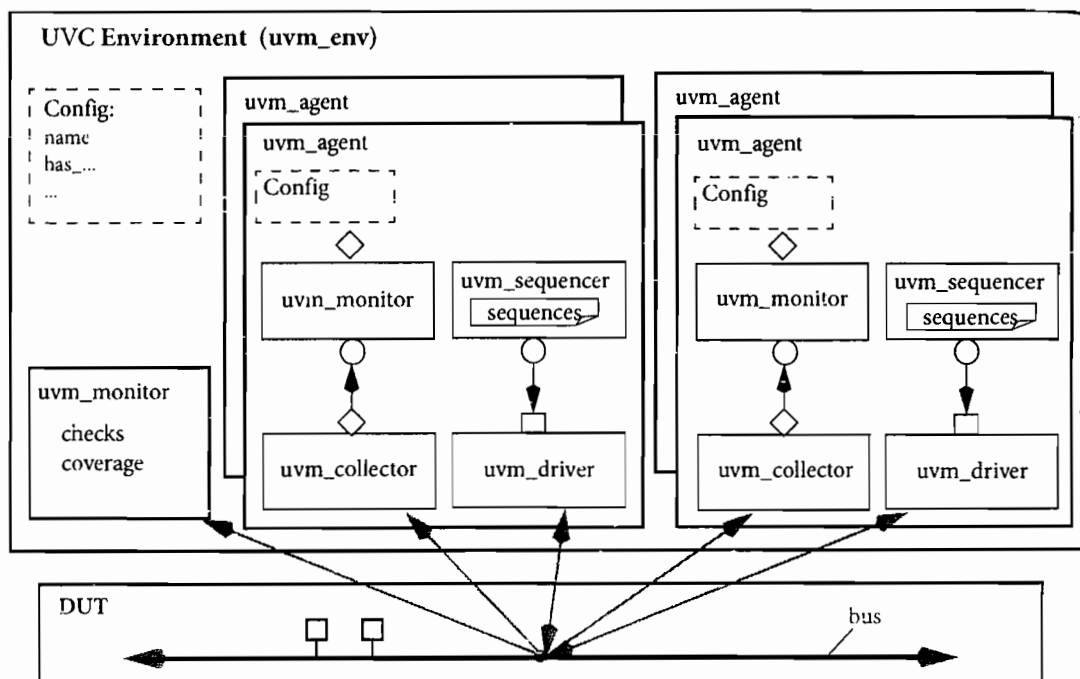 UVC Environment (uvm_env)
Config:
name
has_...
...
uvm_agent
uvm_agent
Config
uvm_monitor
uvm_sequencer
sequences
uvm_collector
uvm_driver
uvm_agent
uvm_agent
Config
uvm_monitor
uvm_sequencer
sequences
uvm_collector
uvm_driver
uvm_monitor
checks
coverage
DUT
bus